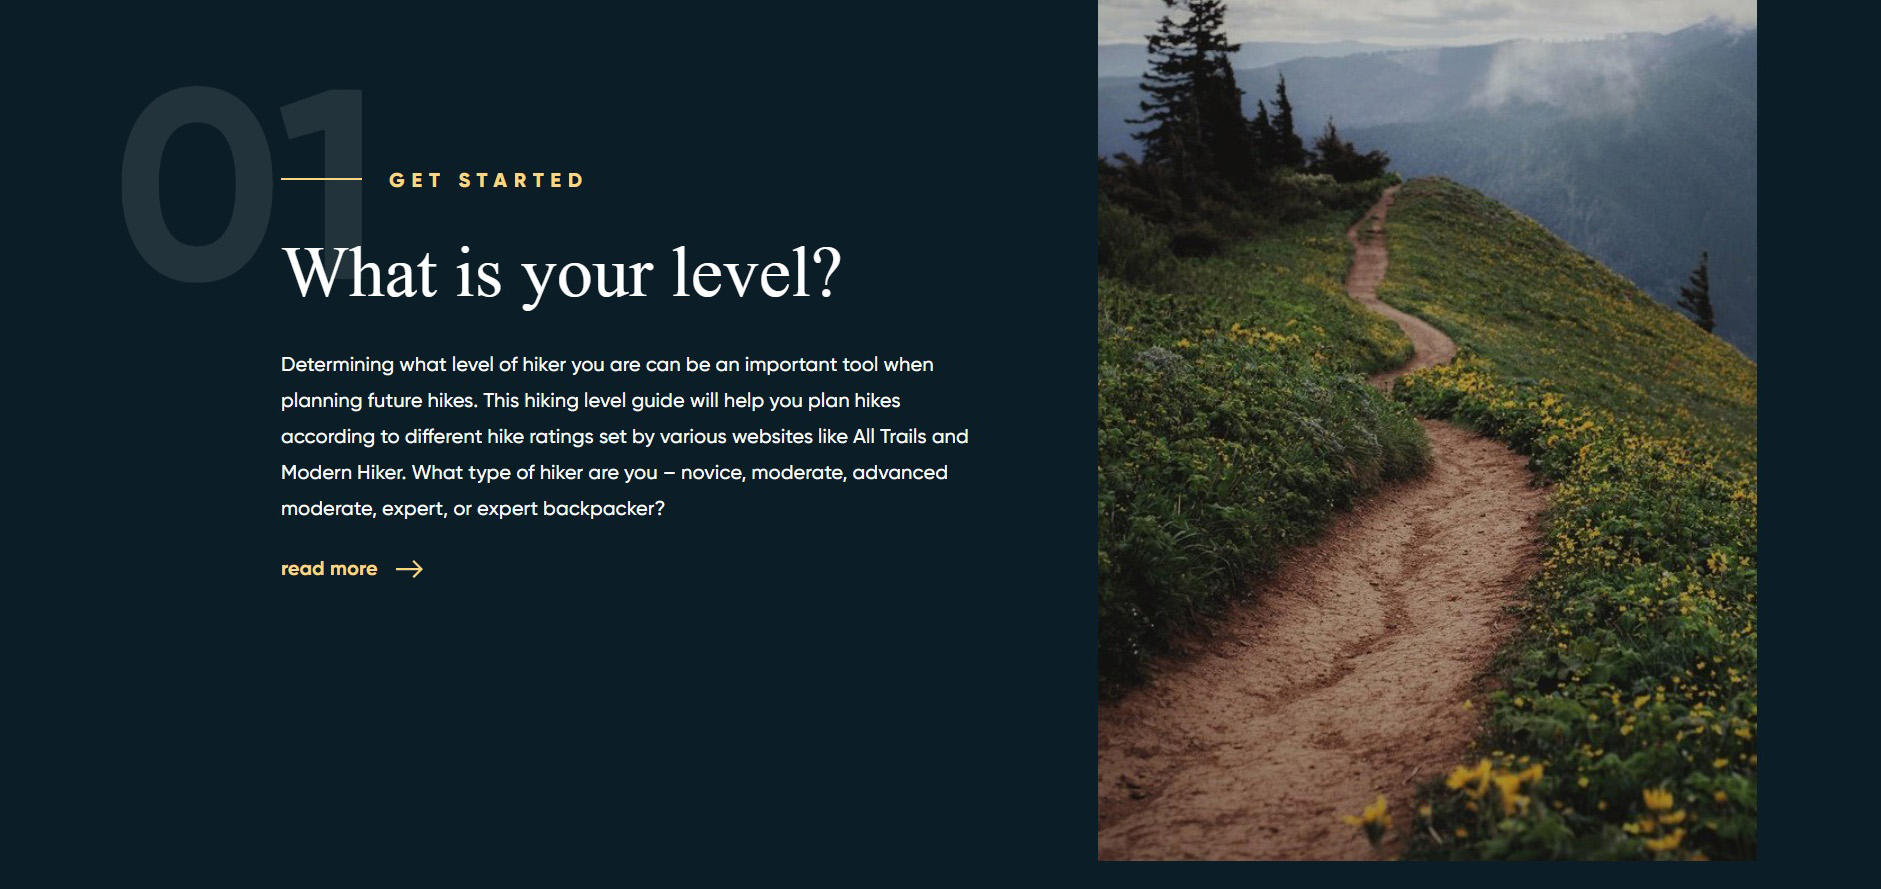 01
GET STARTED
What is your level?
Determining what level of hiker you are can be an important tool when
planning future hikes. This hiking level guide will help you plan hikes
according to different hike ratings set by various websites like All Trails and
Modern Hiker. What type of hiker are you – novice, moderate, advanced
moderate, expert, or expert backpacker?
read more